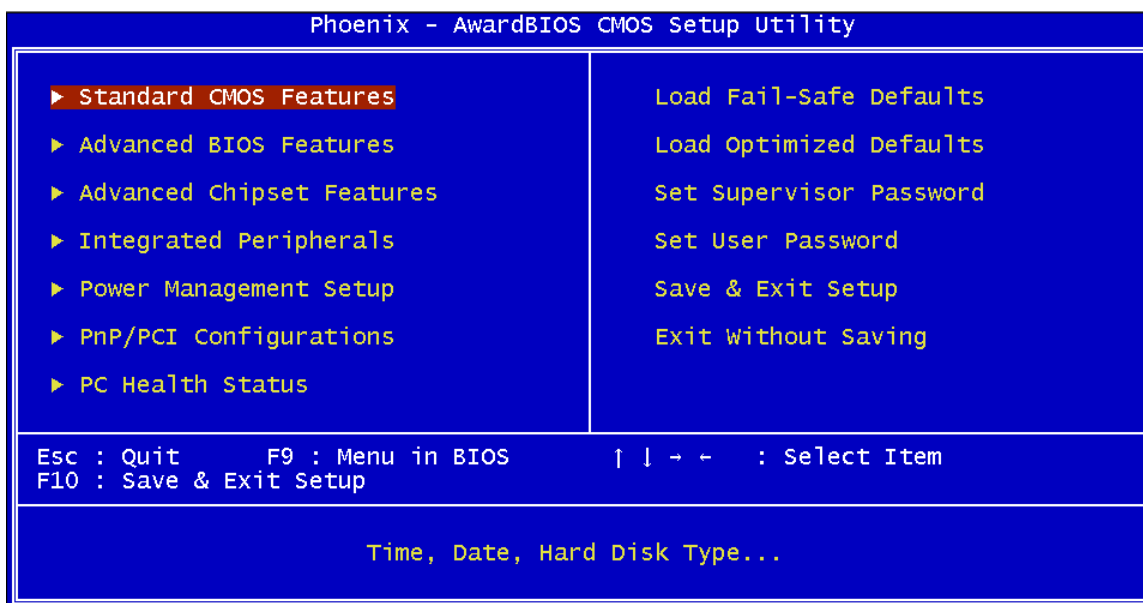 Phoenix - AwardBIOS CMOS Setup Utility
▶ Standard CMOS Features
▶ Advanced BIOS Features
▶ Advanced Chipset Features
▶ Integrated Peripherals
▶ Power Management Setup
▶ PnP/PCI Configurations
▶ PC Health Status
Load Fail-Safe Defaults
Load Optimized Defaults
Set Supervisor Password
Set User Password
Save & Exit Setup
Exit Without Saving
Esc : Quit F9 : Menu in BIOS ↑ ↓ → ← : Select Item
F10 : Save & Exit Setup
Time, Date, Hard Disk Type...